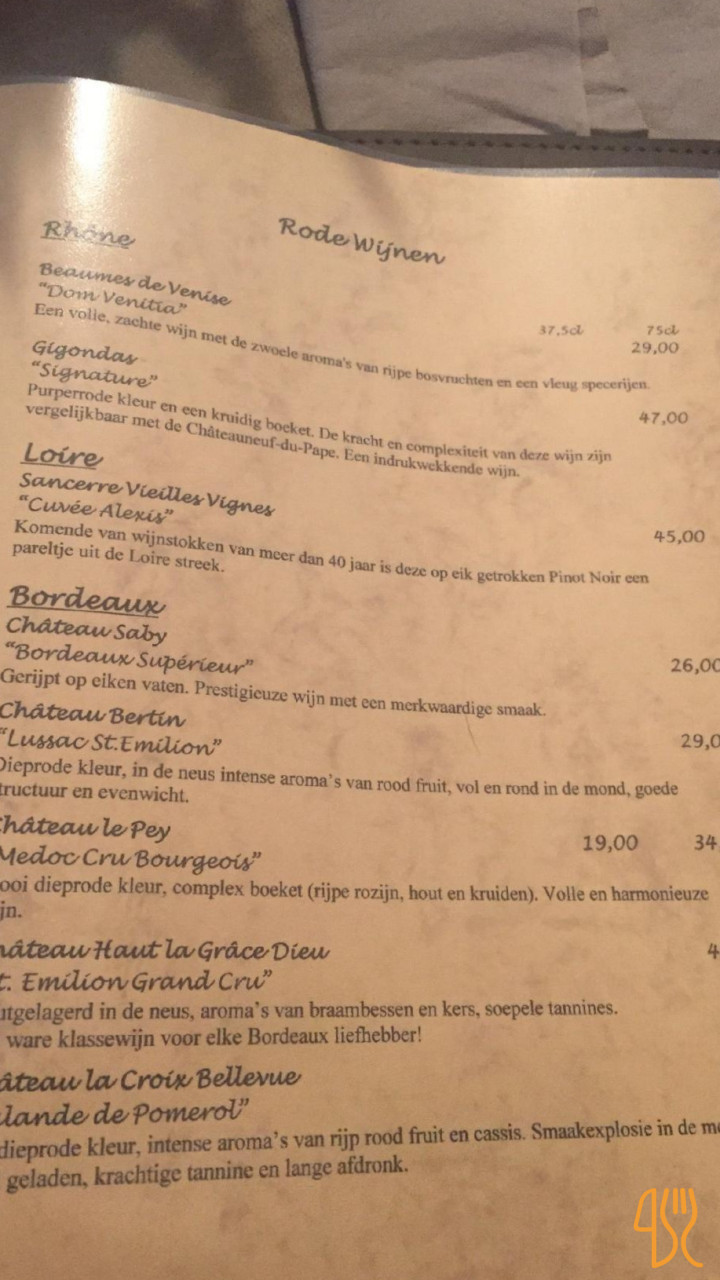 Rode Wijnen
Rhône
37,5cl 75cl
Beaumes de Venise 29,00
"Dom Venitia"
Een volle, zachte wijn met de zwoele aroma's van rijpe bosvruchten en een vleug specerijen.
Gigondas 47,00
"Signature"
Purperrode kleur en een kruidig boeket. De kracht en complexiteit van deze wijn zijn
vergelijkbaar met de Châteauneuf-du-Pape. Een indrukwekkende wijn.
Loire
Sancerre Vieilles Vignes 45,00
"Cuvée Alexis"
Komende van wijnstokken van meer dan 40 jaar is deze op eik getrokken Pinot Noir een
pareltje uit de Loire streek.
Bordeaux
Château Saby 26,00
"Bordeaux Supérieur"
Gerijpt op eiken vaten. Prestigieuze wijn met een merkwaardige smaak.
Château Bertin 29,0
"Lussac St.Emilion"
Dieprode kleur, in de neus intense aroma's van rood fruit, vol en rond in de mond, goede
tructuur en evenwicht.
Château le Pey 19,00 34
Medoc Cru Bourgeois"
ooi dieprode kleur, complex boeket (rijpe rozijn, hout en kruiden). Volle en harmonieuze
jn.
hâteau Haut la Grâce Dieu 4
t. Emilion Grand Cru"
utgelagerd in de neus, aroma's van braambessen en kers, soepele tannines.
ware klassewijn voor elke Bordeaux liefhebber!
âteau la Croix Bellevue
lande de Pomerol"
dieprode kleur, intense aroma's van rijp rood fruit en cassis. Smaakexplosie in de mo
geladen, krachtige tannine en lange afdronk.